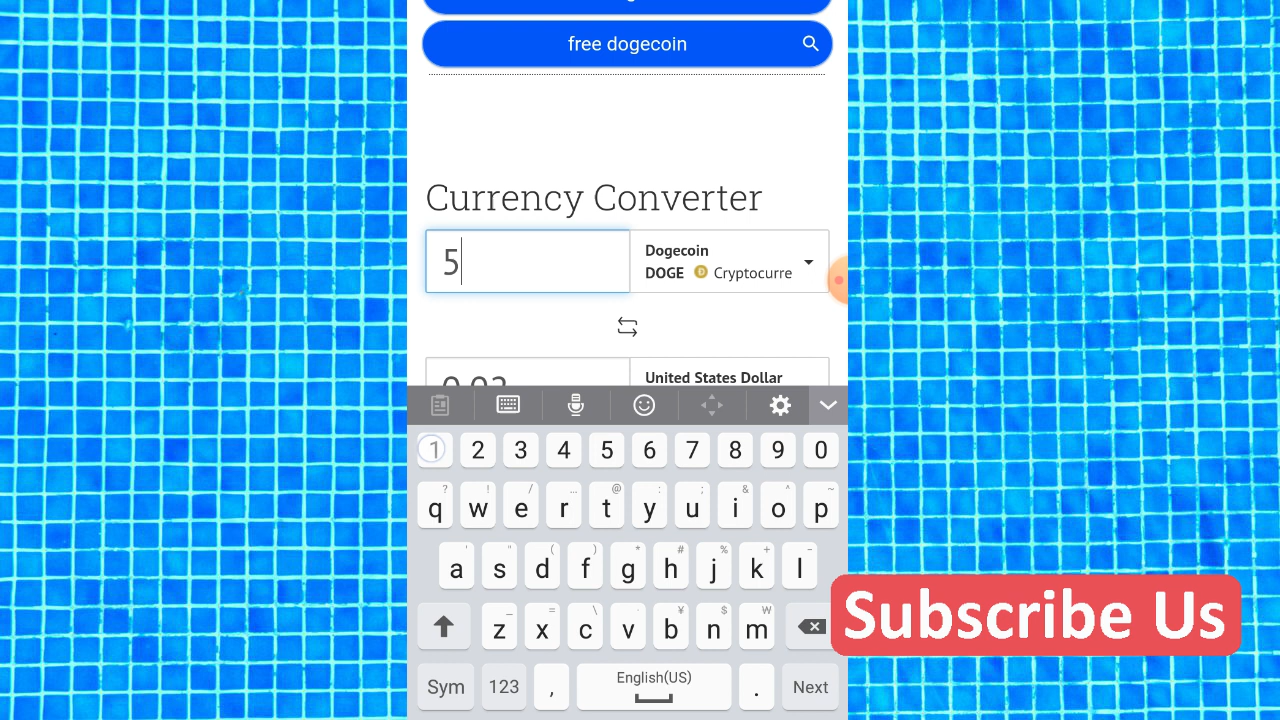 free dogecoin
Currency Converter
5
Dogecoin
DOGE Cryptocurre
United States Dollar
1 2 3 4 5 6 7 8 9 0
? ! / ... @ : ; & ^ ~
q w e r t y u i o p
' " ( ) * # % + -
a s d f g h j k l
_ = \ · ¥ $ ₩
z x c v b n m
Sym 123 , English(US) . Next
Subscribe Us